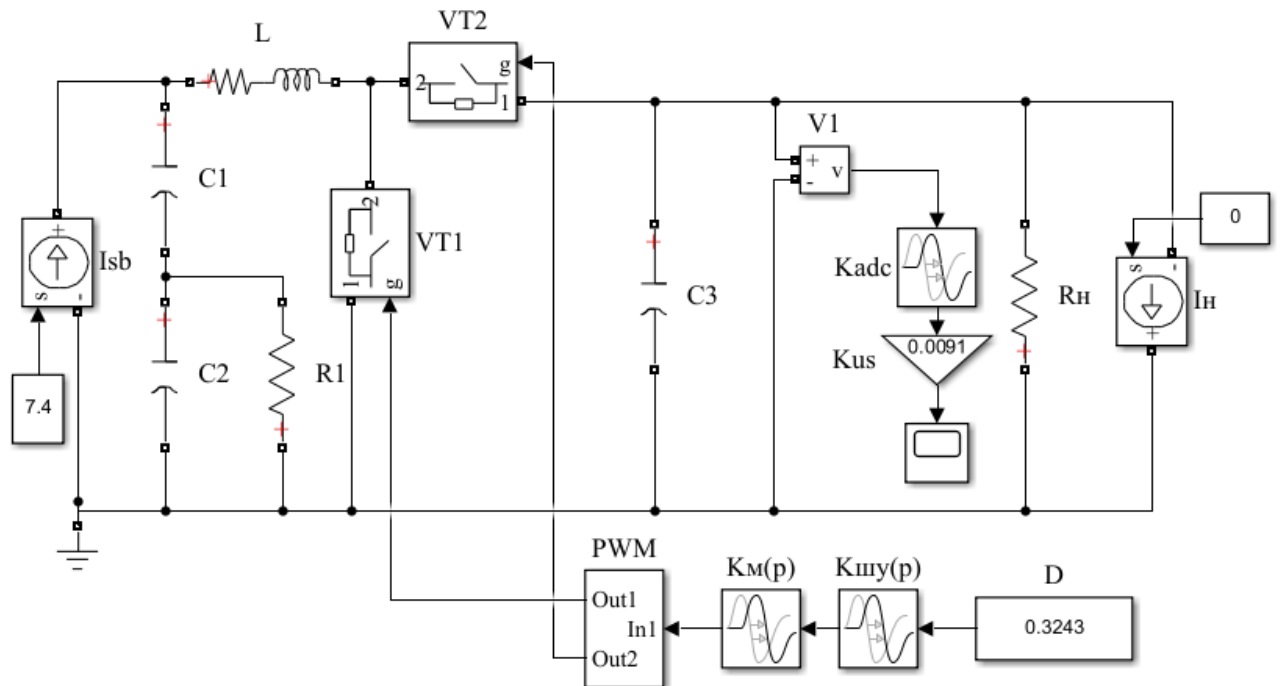 VT2
L
g
2
1
V1
+
v
-
C1
2
VT1
1
g
0
+
Isb
s
-
Kadc
s
-
C3
Rн
Iн
+
Kus
0.0091
C2
R1
7.4
PWM
Kм(p)
Kшу(p)
D
Out1
In1
Out2
0.3243